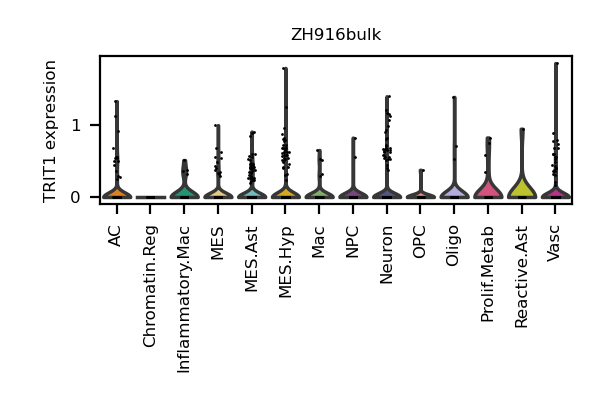 ZH916bulk
TRIT1 expression
1
0
AC
Chromatin.Reg
Inflammatory.Mac
MES
MES.Ast
MES.Hyp
Mac
NPC
Neuron
OPC
Oligo
Prolif.Metab
Reactive.Ast
Vasc